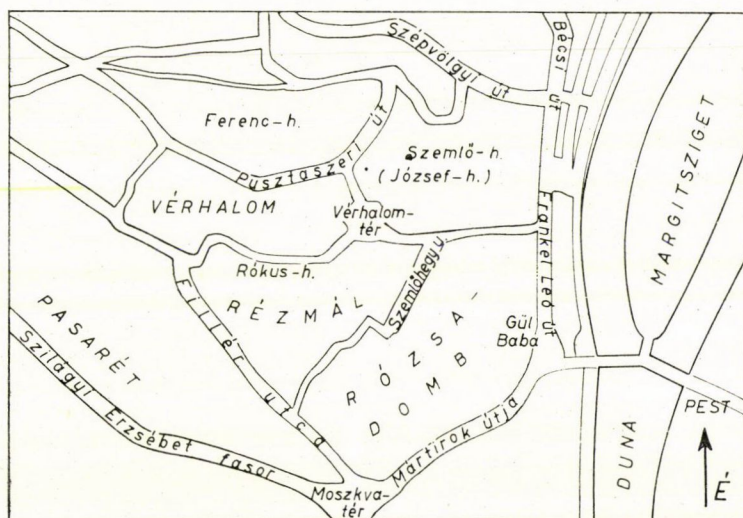 Szépvölgyi út
Bécsi út
Ferenc-h.
Pusztaszeri út
Szemlő-h.
(József-h.)
MARGITSZIGET
VÉRHALOM
Vérhalom-
tér
Frankel Leó út
Rókus-h.
Szemlőhegy u.
RÉZMÁL
Fillér utca
PASARÉT
Szilágyi Erzsébet fasor
RÓZSA-
DOMB
Gül
Baba
Mártirok útja
PEST
DUNA
Moszkva-
tér
É